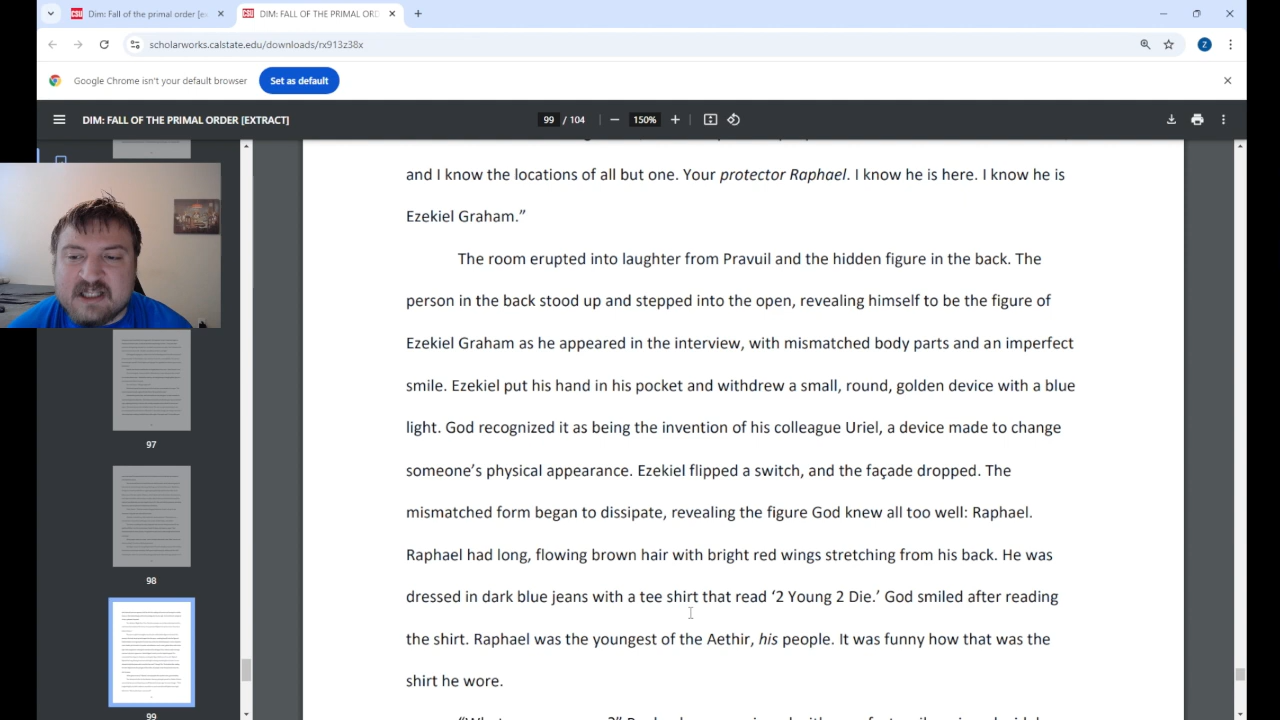 DIM: Fall of the primal order [ex
DIM: FALL OF THE PRIMAL ORD
scholarworks.calstate.edu/downloads/rx913z38x
Z
Google Chrome isn't your default browser
Set as default
DIM: FALL OF THE PRIMAL ORDER [EXTRACT]
99 / 104
150%
and I know the locations of all but one. Your protector Raphael. I know he is here. I know he is
Ezekiel Graham.”
The room erupted into laughter from Pravuil and the hidden figure in the back. The
person in the back stood up and stepped into the open, revealing himself to be the figure of
Ezekiel Graham as he appeared in the interview, with mismatched body parts and an imperfect
smile. Ezekiel put his hand in his pocket and withdrew a small, round, golden device with a blue
light. God recognized it as being the invention of his colleague Uriel, a device made to change
someone’s physical appearance. Ezekiel flipped a switch, and the façade dropped. The
mismatched form began to dissipate, revealing the figure God knew all too well: Raphael.
Raphael had long, flowing brown hair with bright red wings stretching from his back. He was
dressed in dark blue jeans with a tee shirt that read ‘2 Young 2 Die.’ God smiled after reading
the shirt. Raphael was the youngest of the Aethir, his people. It was funny how that was the
shirt he wore.
97
98
99